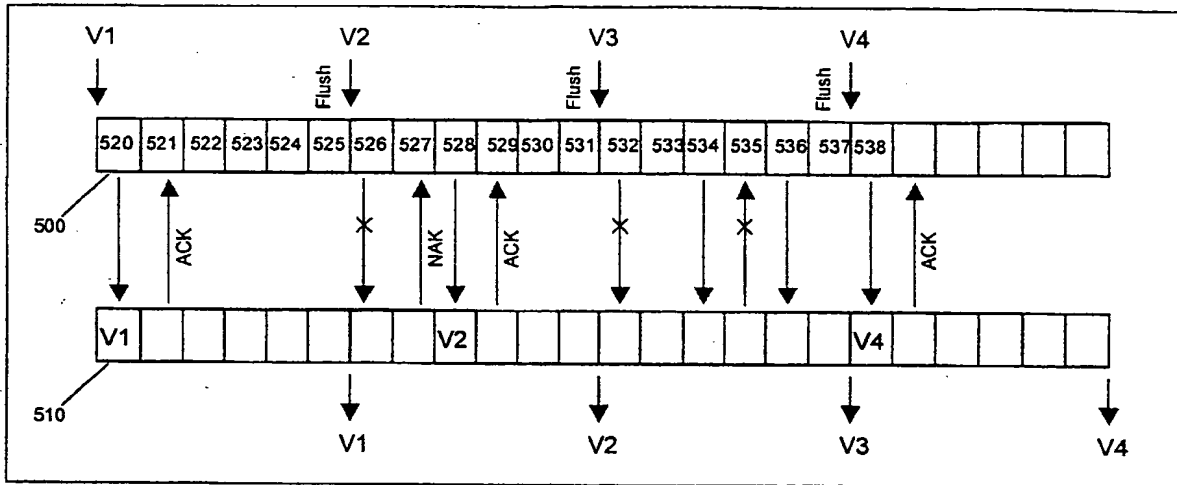 V1 V2 V3 V4
Flush Flush Flush
520 521 522 523 524 525 526 527 528 529 530 531 532 533 534 535 536 537 538
500
ACK NAK ACK ACK
V1 V2 V4
510
V1 V2 V3 V4